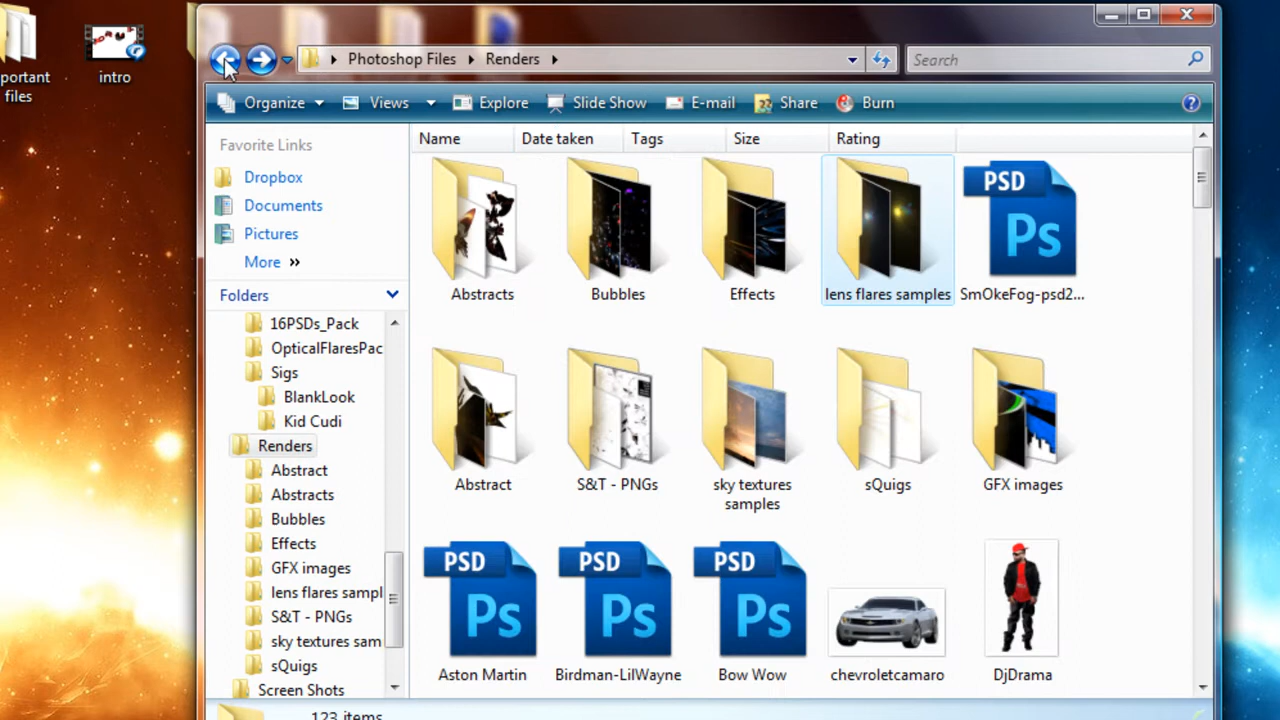 portant
files
intro
Photoshop Files
Renders
Search
Organize
Views
Explore
Slide Show
E-mail
Share
Burn
Favorite Links
Dropbox
Documents
Pictures
More »
Folders
16PSDs_Pack
OpticalFlaresPac
Sigs
BlankLook
Kid Cudi
Renders
Abstract
Abstracts
Bubbles
Effects
GFX images
lens flares sampl
S&T - PNGs
sky textures sam
sQuigs
Screen Shots
Name
Date taken
Tags
Size
Rating
PSD
Ps
Abstracts
Bubbles
Effects
lens flares samples
SmOkeFog-psd2...
Abstract
S&T - PNGs
sky textures
samples
sQuigs
GFX images
PSD
Ps
PSD
Ps
PSD
Ps
Aston Martin
Birdman-LilWayne
Bow Wow
chevroletcamaro
DjDrama
123 items